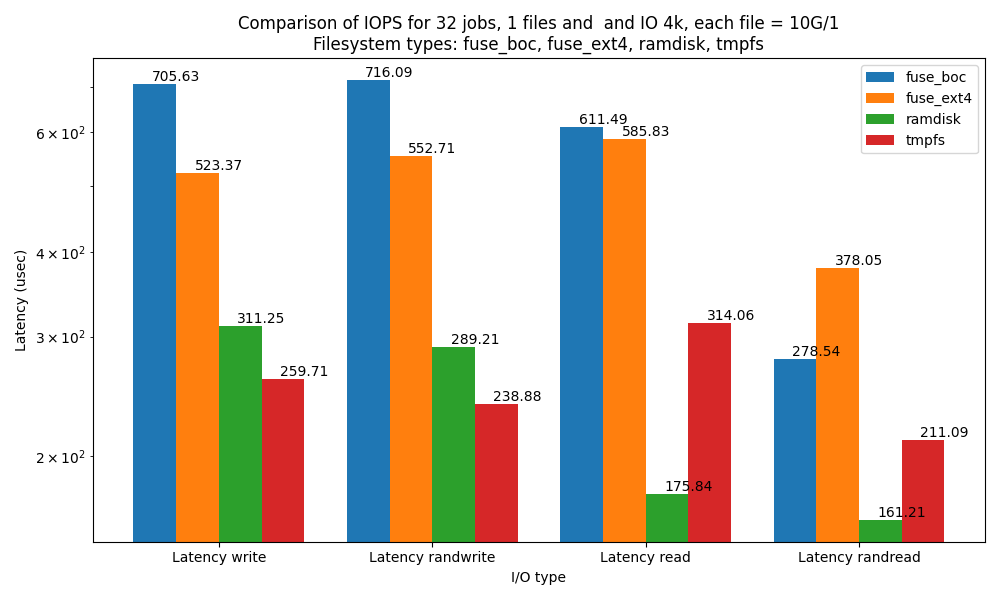 Comparison of IOPS for 32 jobs, 1 files and  and IO 4k, each file = 10G/1
Filesystem types: fuse_boc, fuse_ext4, ramdisk, tmpfs
fuse_boc
fuse_ext4
ramdisk
tmpfs
Latency (usec)
6 × 10²
4 × 10²
3 × 10²
2 × 10²
705.63
523.37
311.25
259.71
716.09
552.71
289.21
238.88
611.49
585.83
175.84
314.06
278.54
378.05
161.21
211.09
Latency write
Latency randwrite
Latency read
Latency randread
I/O type